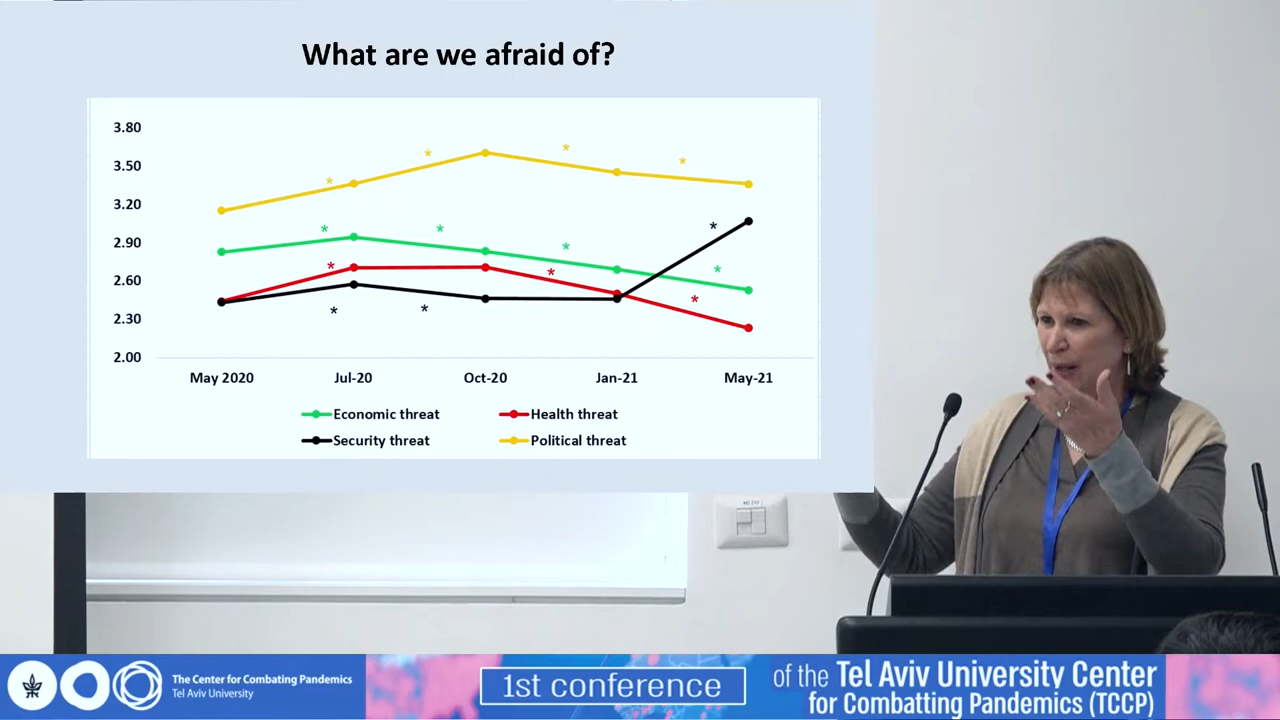 What are we afraid of?
3.80
3.50
3.20
2.90
2.60
2.30
2.00
May 2020 Jul-20 Oct-20 Jan-21 May-21
Economic threat Health threat
Security threat Political threat
The Center for Combating Pandemics
Tel Aviv University
1st conference
of the Tel Aviv University Center
for Combatting Pandemics (TCCP)